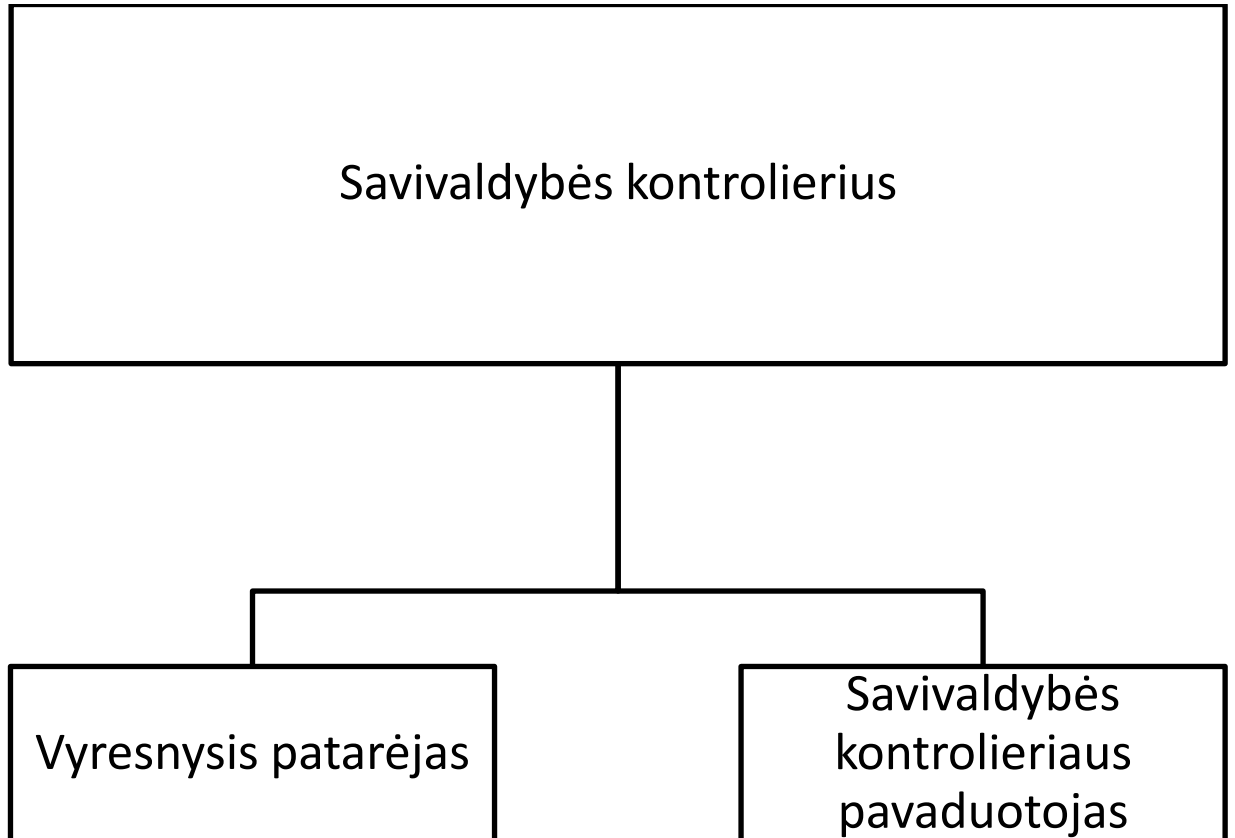 Savivaldybės kontrolierius
Vyresnysis patarėjas
Savivaldybės
kontrolieriaus
pavaduotojas